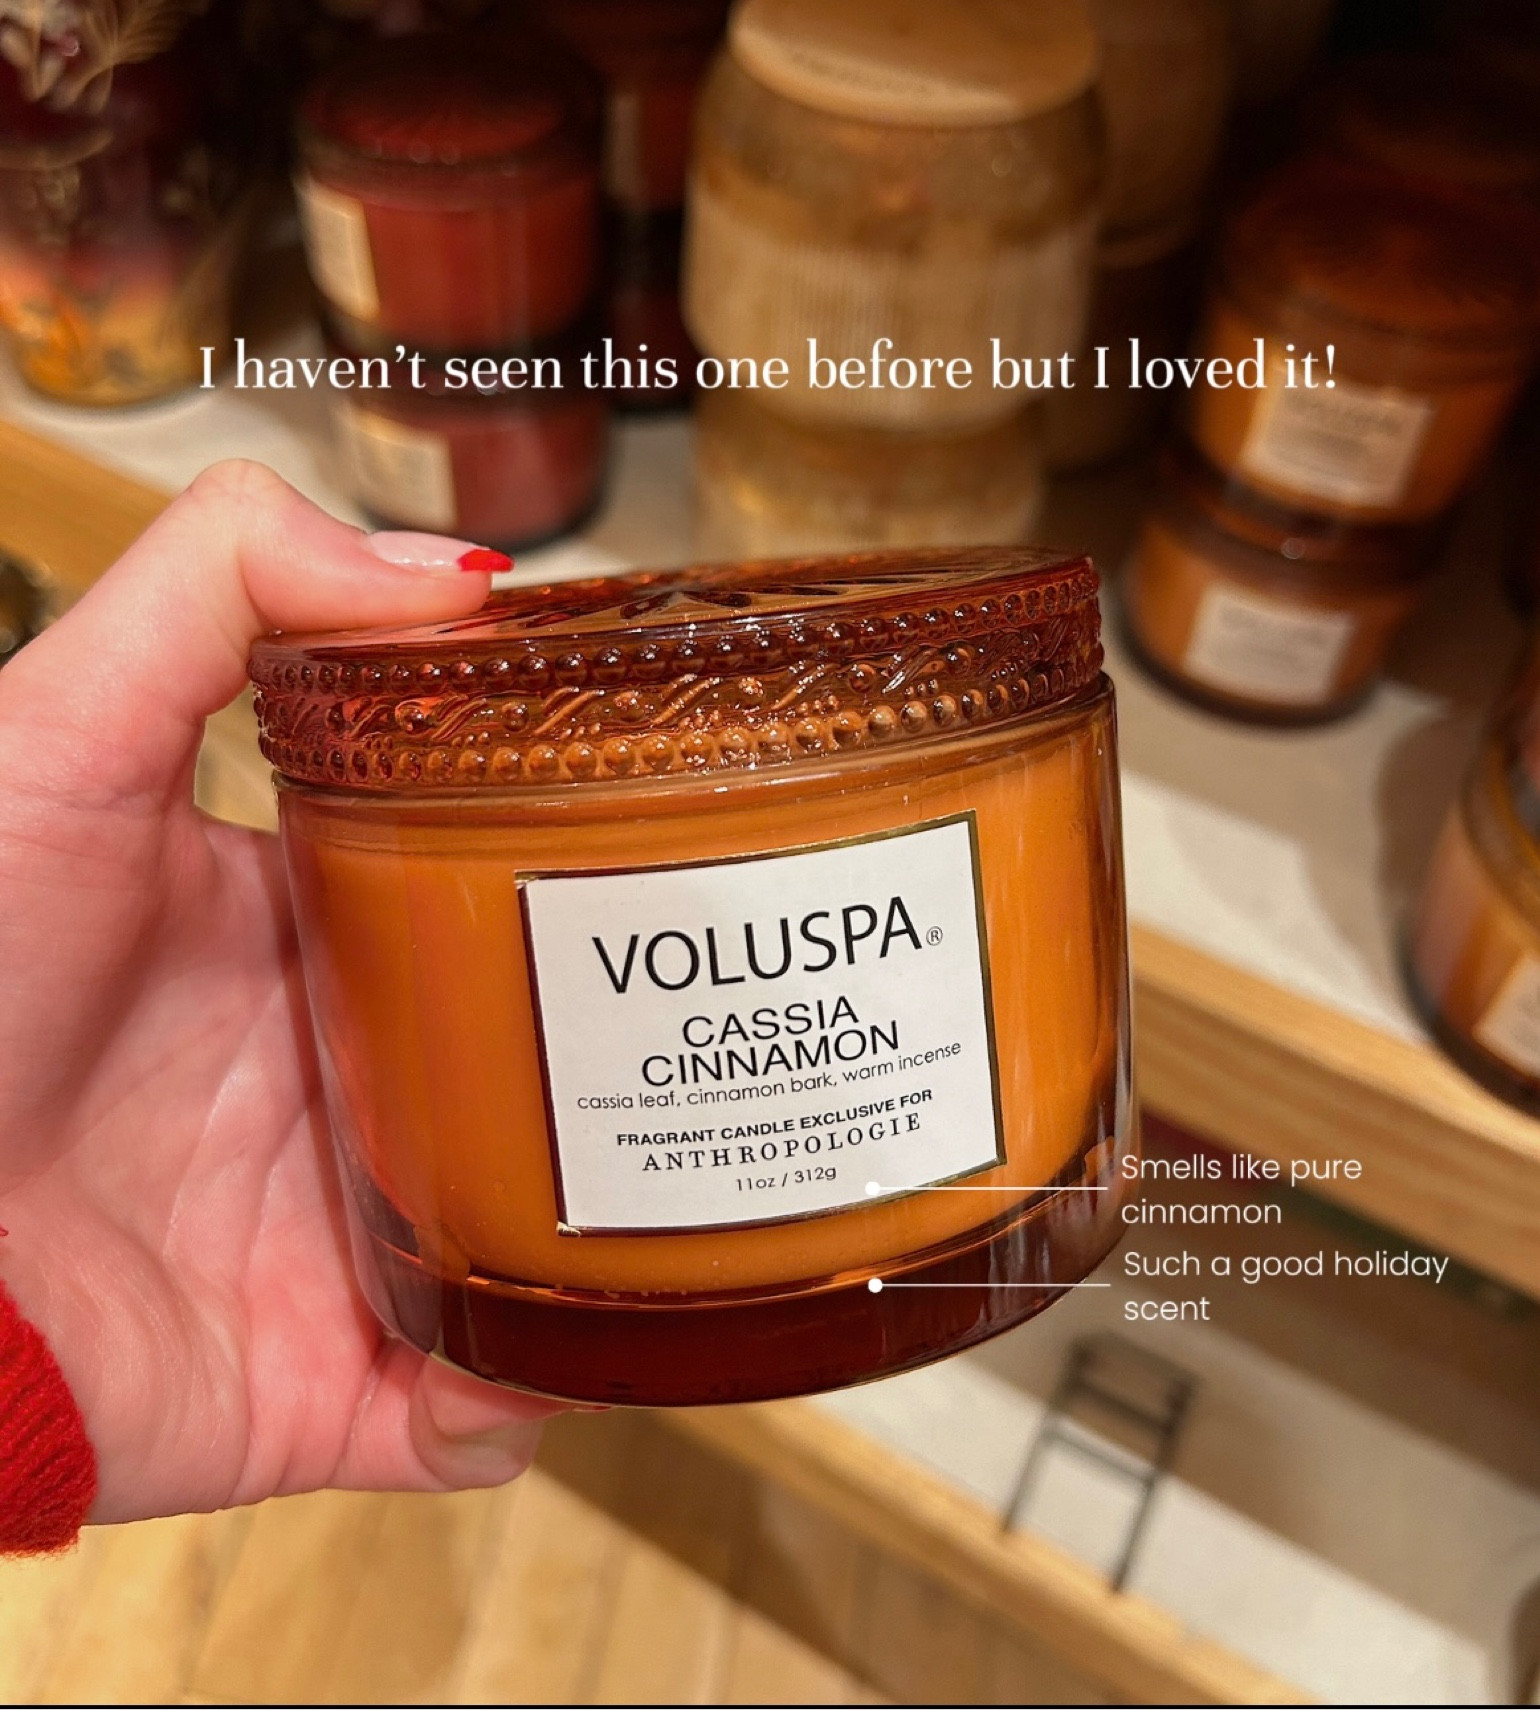 I haven't seen this one before but I loved it!
VOLUSPA®
CASSIA
CINNAMON
cassia leaf, cinnamon bark, warm incense
FRAGRANT CANDLE EXCLUSIVE FOR
ANTHROPOLOGIE
11oz / 312g
Smells like pure
cinnamon
Such a good holiday
scent